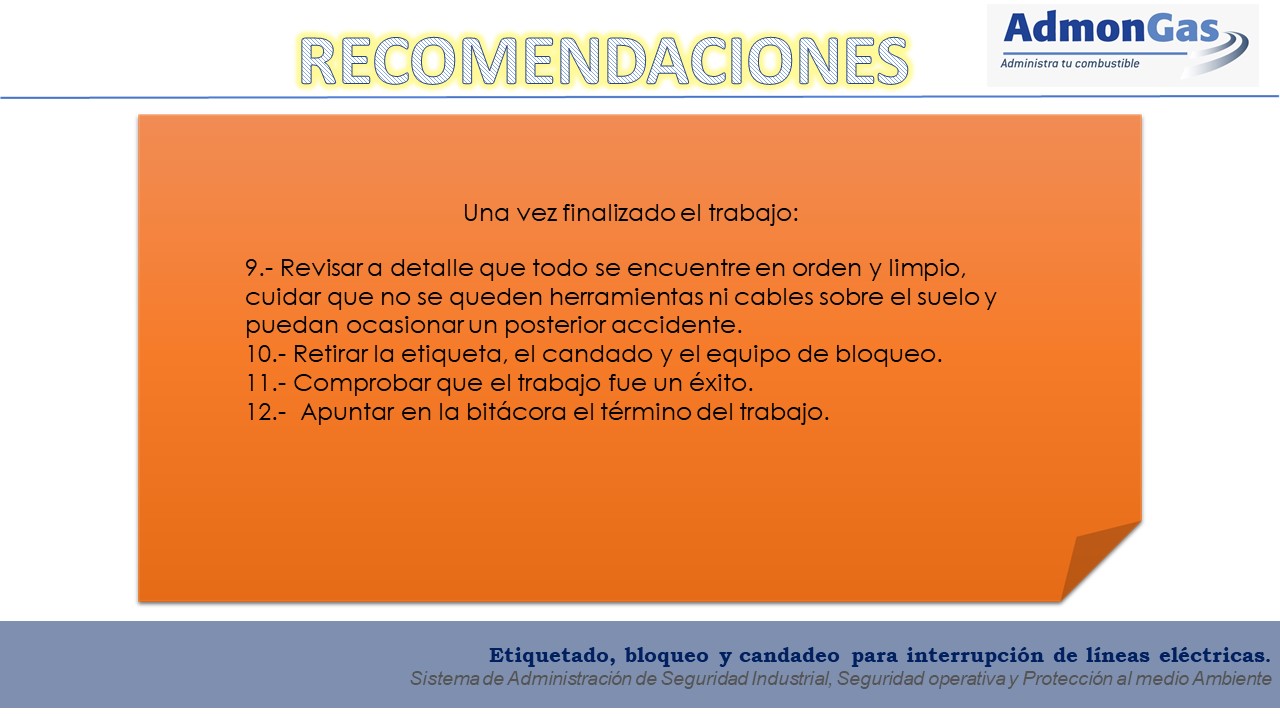 RECOMENDACIONES
AdmonGas
Administra tu combustible
Una vez finalizado el trabajo:
9.- Revisar a detalle que todo se encuentre en orden y limpio,
cuidar que no se queden herramientas ni cables sobre el suelo y
puedan ocasionar un posterior accidente.
10.- Retirar la etiqueta, el candado y el equipo de bloqueo.
11.- Comprobar que el trabajo fue un éxito.
12.- Apuntar en la bitácora el término del trabajo.
Etiquetado, bloqueo y candadeo para interrupción de líneas eléctricas.
Sistema de Administración de Seguridad Industrial, Seguridad operativa y Protección al medio Ambiente